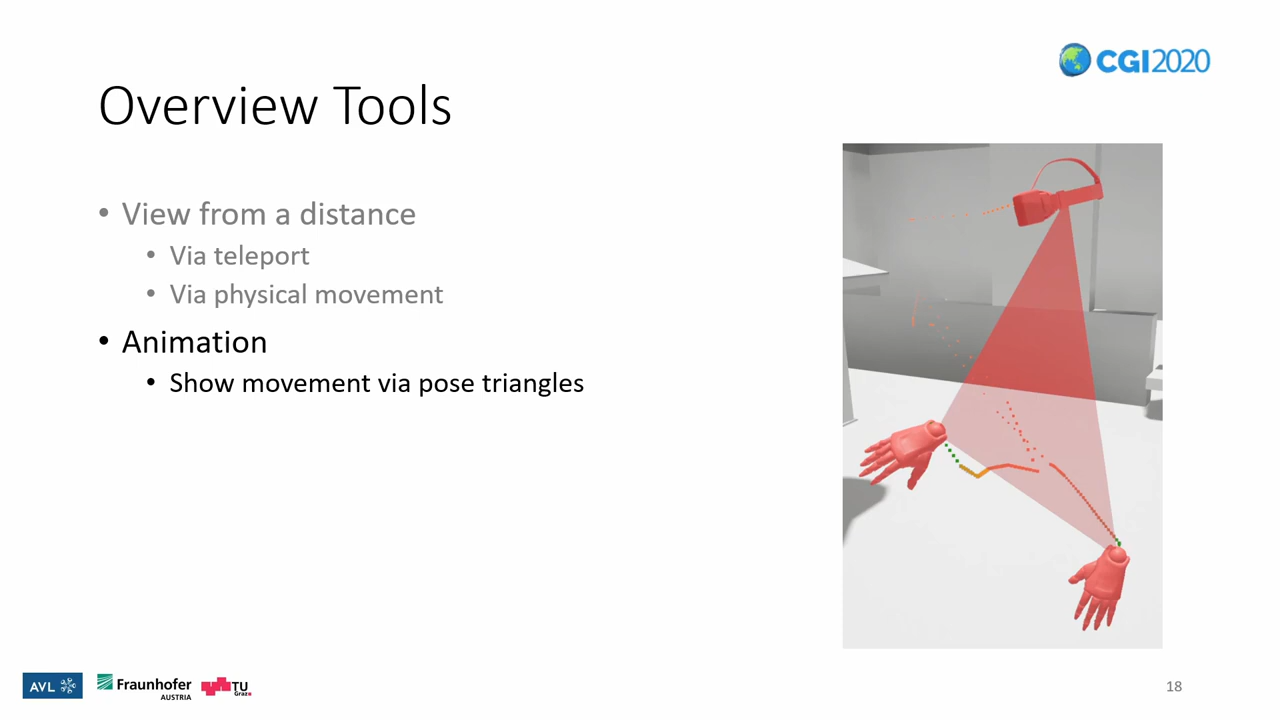 CGI2020
Overview Tools
• View from a distance
• Via teleport
• Via physical movement
• Animation
• Show movement via pose triangles
AVL
Fraunhofer
AUSTRIA
TU
Graz
18